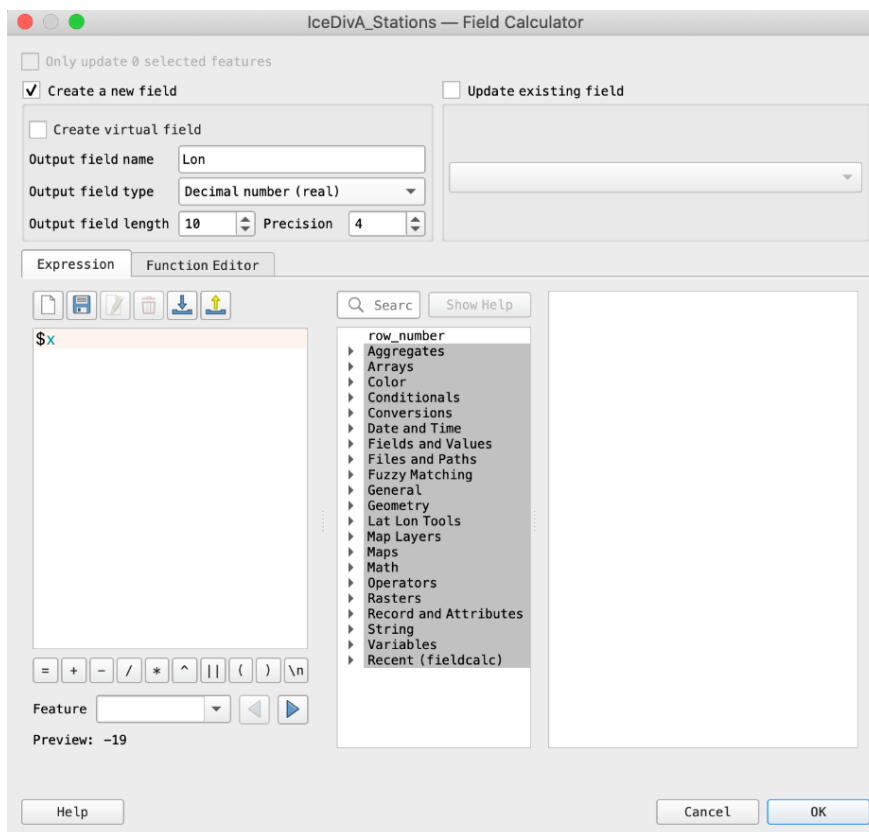 IceDivA_Stations — Field Calculator
Only update 0 selected features
Create a new field
Update existing field
Create virtual field
Output field name Lon
Output field type Decimal number (real)
Output field length 10 Precision 4
Expression Function Editor
Searc Show Help
$x
row_number
Aggregates
Arrays
Color
Conditionals
Conversions
Date and Time
Fields and Values
Files and Paths
Fuzzy Matching
General
Geometry
Lat Lon Tools
Map Layers
Maps
Math
Operators
Rasters
Record and Attributes
String
Variables
Recent (fieldcalc)
= + - / * ^ || ( ) \n
Feature
Preview: -19
Help Cancel OK